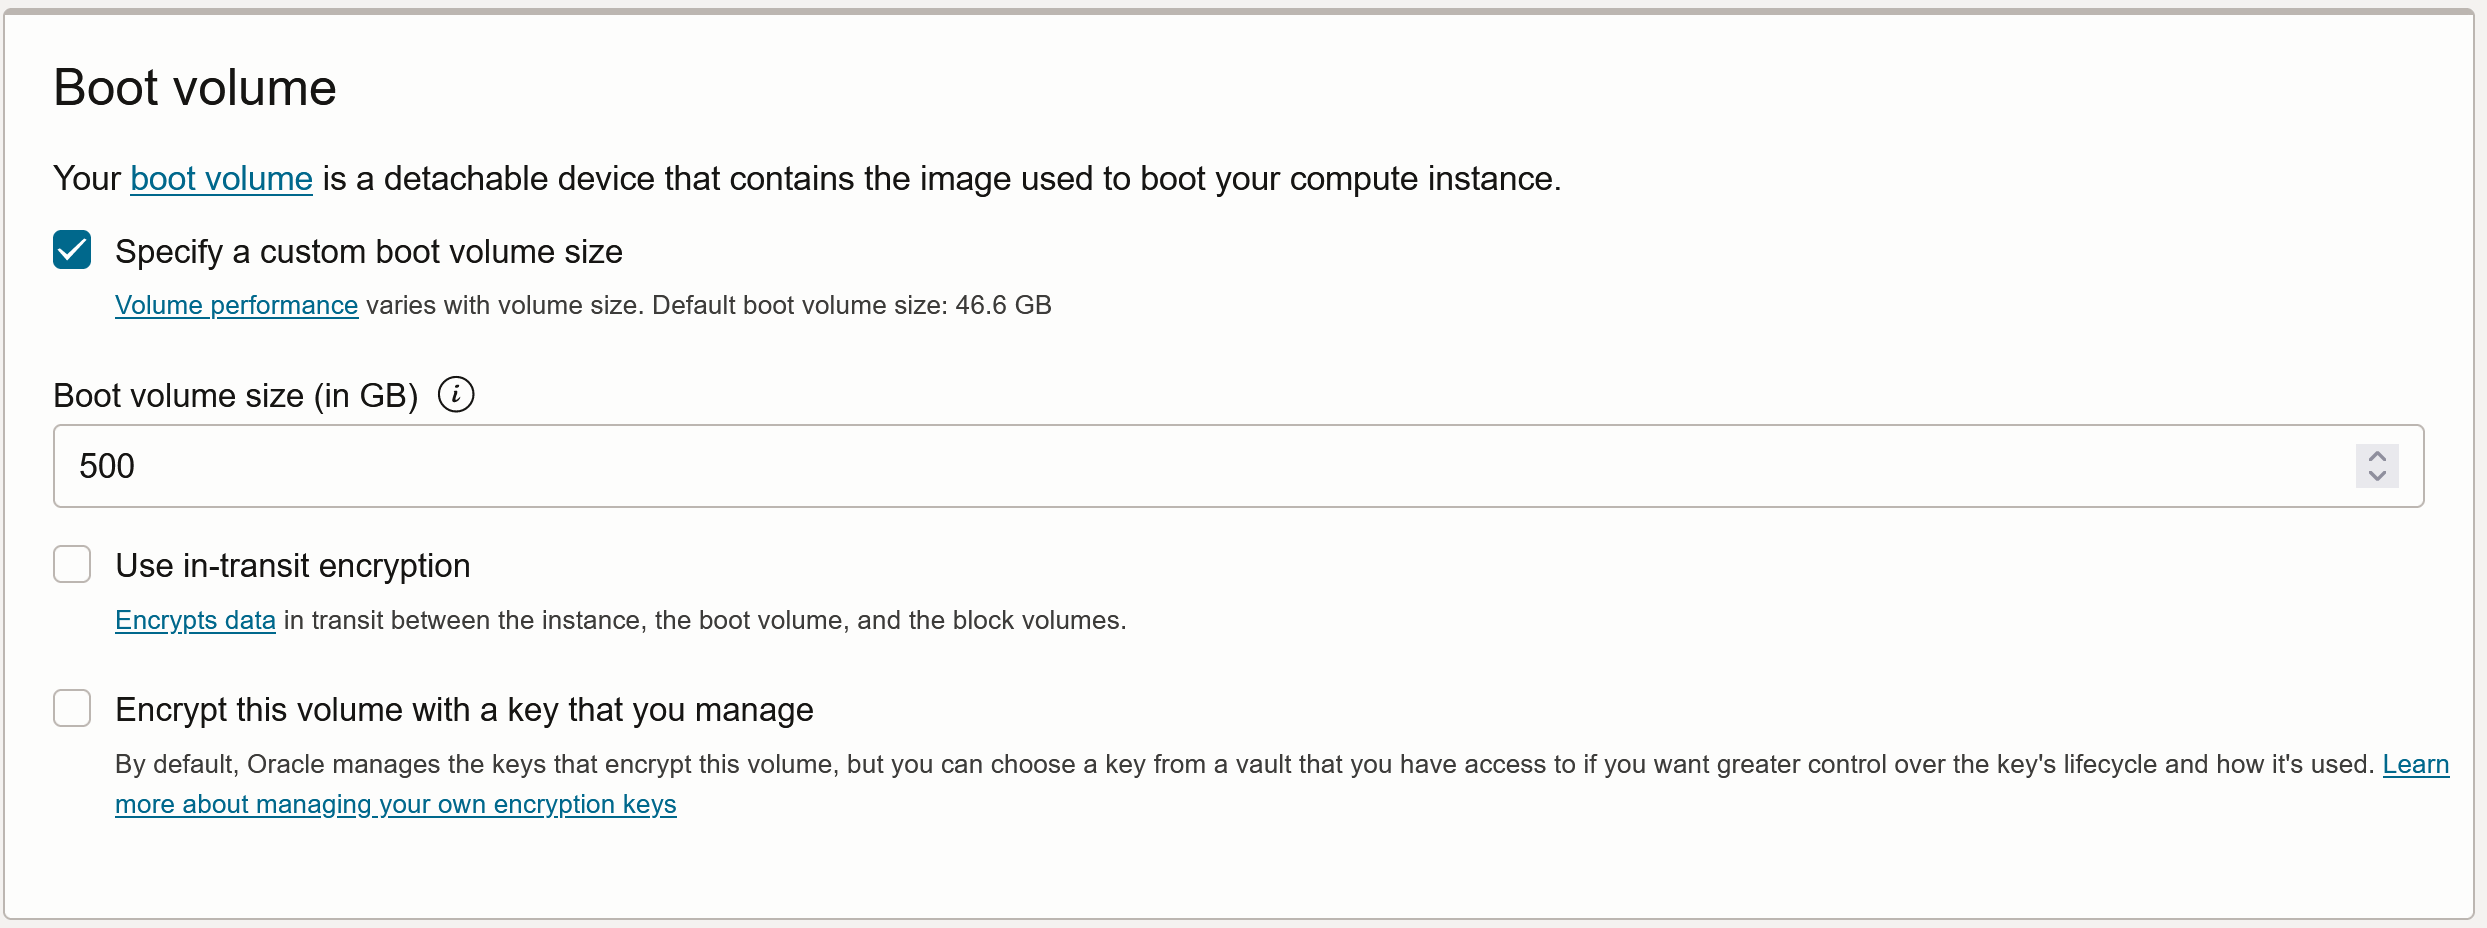 Boot volume
Your boot volume is a detachable device that contains the image used to boot your compute instance.
Specify a custom boot volume size
Volume performance varies with volume size. Default boot volume size: 46.6 GB
Boot volume size (in GB) i
500
Use in-transit encryption
Encrypts data in transit between the instance, the boot volume, and the block volumes.
Encrypt this volume with a key that you manage
By default, Oracle manages the keys that encrypt this volume, but you can choose a key from a vault that you have access to if you want greater control over the key's lifecycle and how it's used. Learn
more about managing your own encryption keys